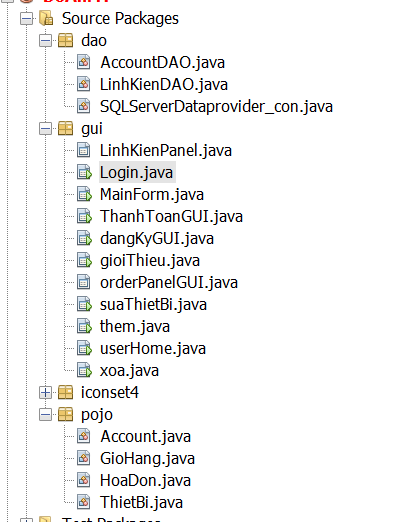 Source Packages
dao
AccountDAO.java
LinhKienDAO.java
SQLServerDataprovider_con.java
gui
LinhKienPanel.java
Login.java
MainForm.java
ThanhToanGUI.java
dangKyGUI.java
gioiThieu.java
orderPanelGUI.java
suaThietBi.java
them.java
userHome.java
xoa.java
iconset4
pojo
Account.java
GioHang.java
HoaDon.java
ThietBi.java
Test Packages